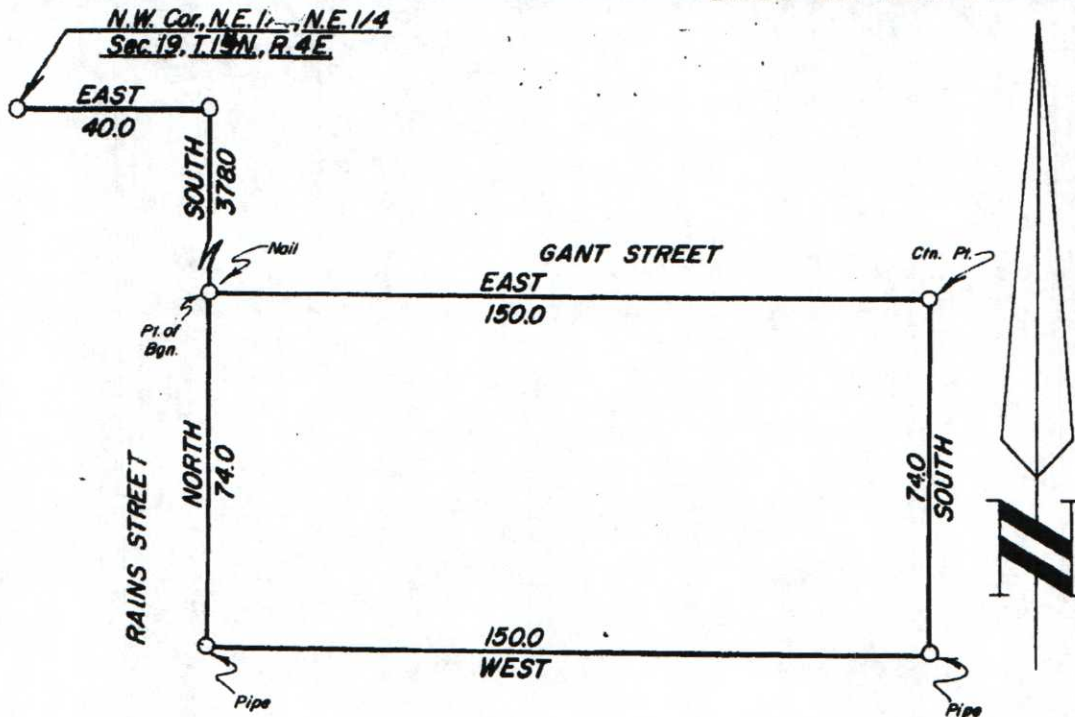 N.W. Cor., N.E. 1/ N.E. 1/4
Sec. 19, T. N., R. 4 E.
EAST
40.0
SOUTH
378.0
Nail
GANT STREET
Ctn. Pt.
EAST
150.0
Pt. of
Bgn.
NORTH
74.0
RAINS STREET
74.0
SOUTH
N
150.0
WEST
Pipe
Pipe